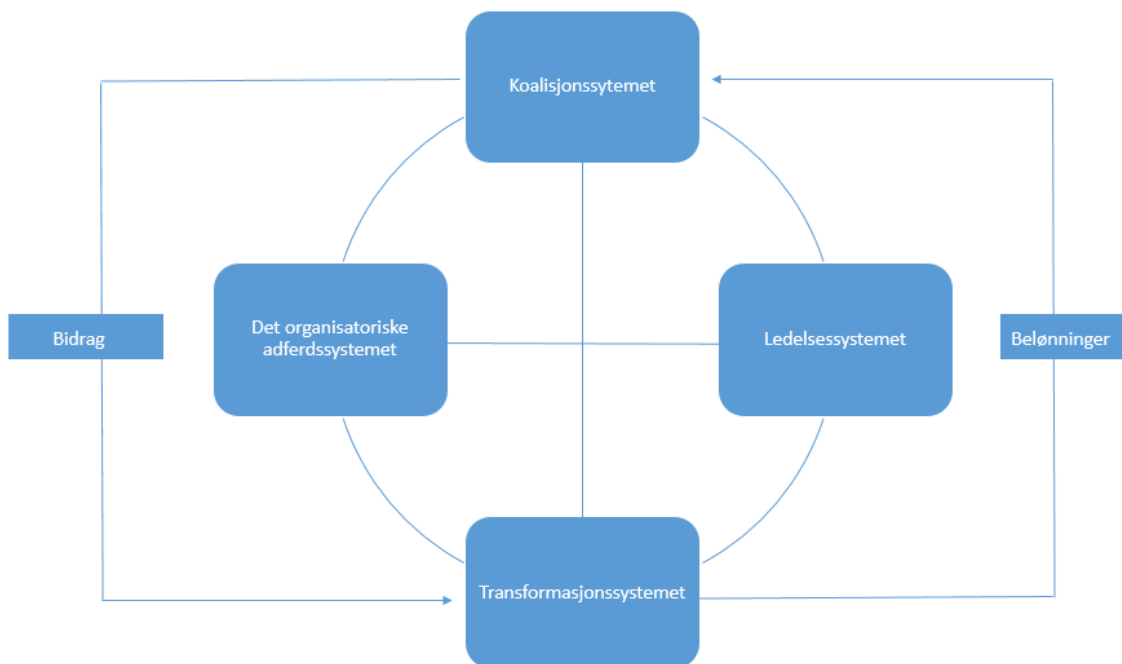 Koalisjonssytemet
Det organisatoriske
adferdssystemet
Ledelsessystemet
Bidrag
Belønninger
Transformasjonssystemet